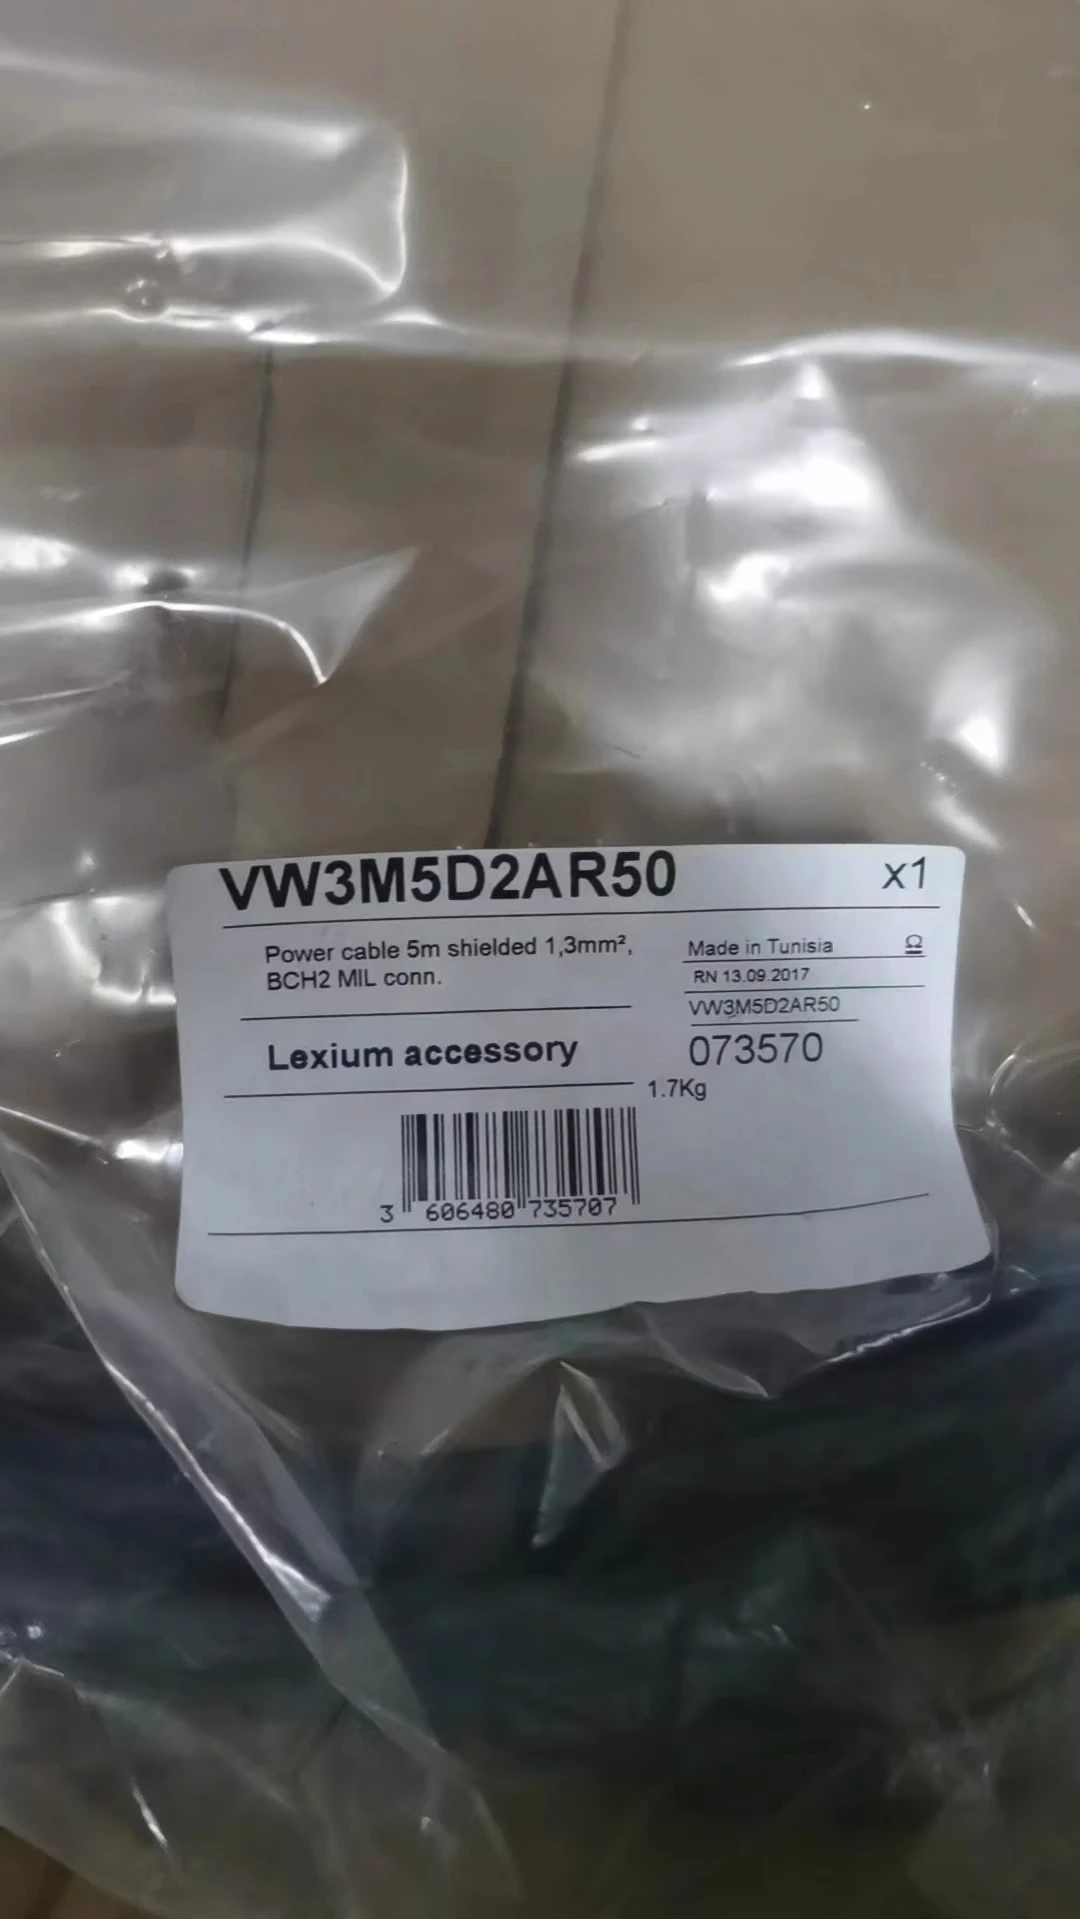 VW3M5D2AR50
x1
Power cable 5m shielded 1,3mm²,
BCH2 MIL conn.
Made in Tunisia
RN 13.09.2017
VW3M5D2AR50
Lexium accessory
073570
1.7Kg
3 606480 735707